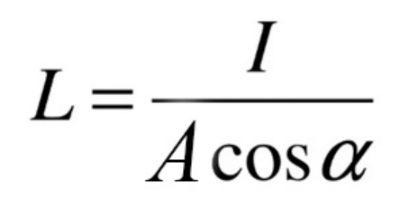 L = I / (A cos α)